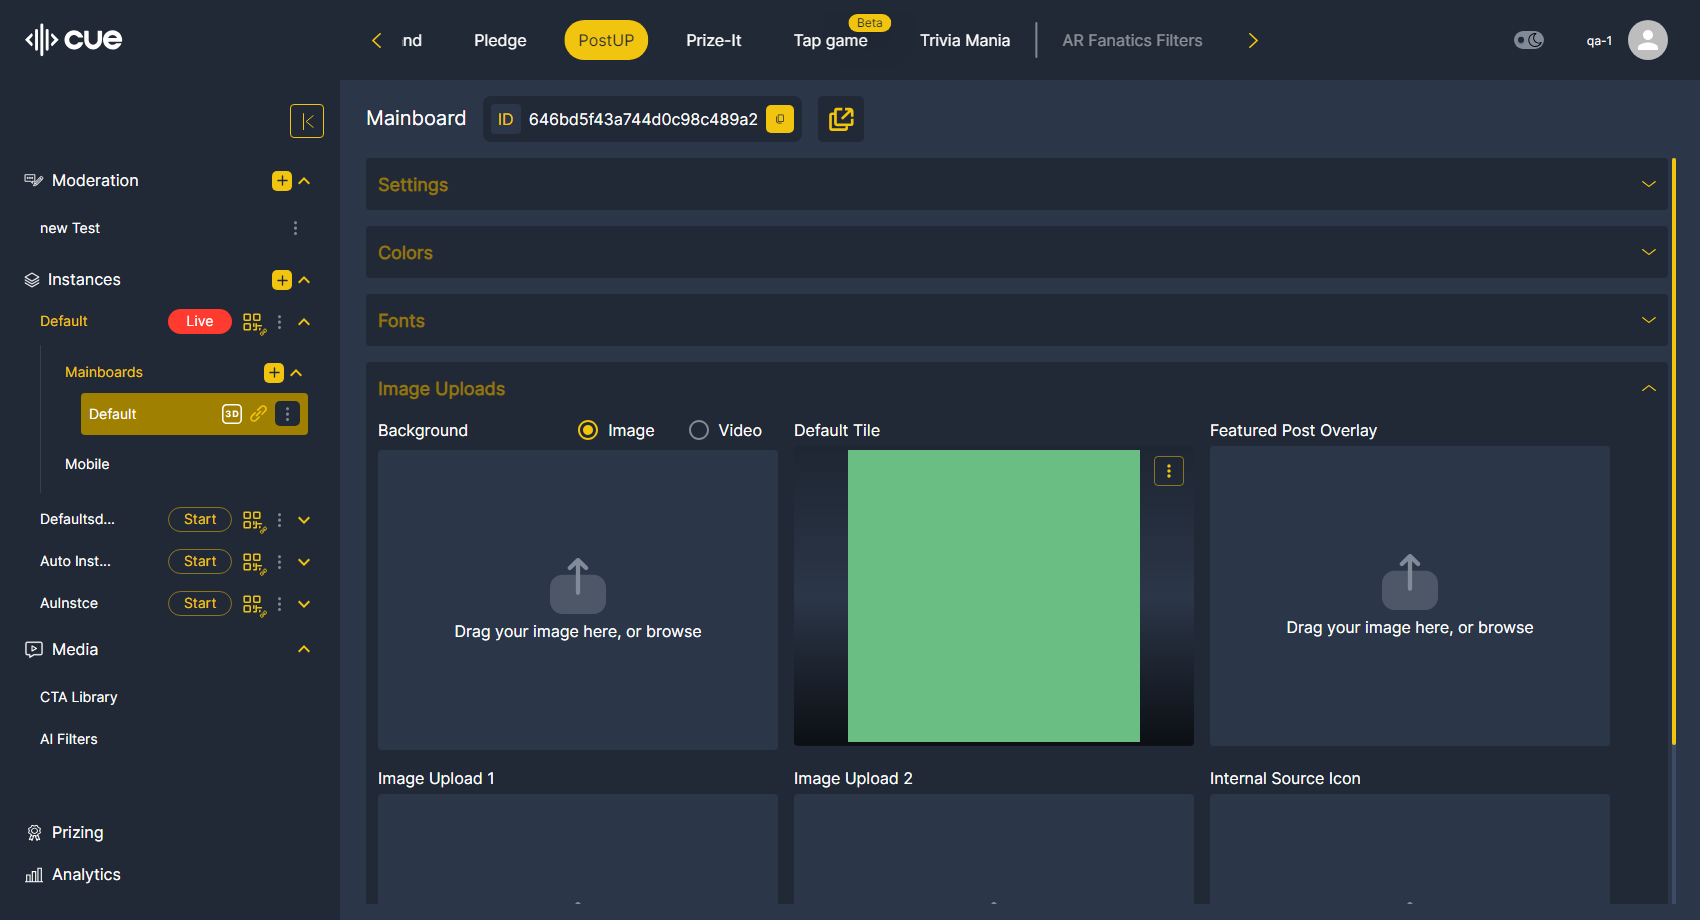 cue
nd
Pledge
PostUP
Prize-It
Beta
Tap game
Trivia Mania
AR Fanatics Filters
qa-1
Moderation
new Test
Instances
Default Live
Mainboards
Default 3D
Mobile
Defaultsd... Start
Auto Inst... Start
AuInstce Start
Media
CTA Library
AI Filters
Prizing
Analytics
Mainboard ID 646bd5f43a744d0c98c489a2
Settings
Colors
Fonts
Image Uploads
Background Image Video
Drag your image here, or browse
Default Tile
Featured Post Overlay
Drag your image here, or browse
Image Upload 1
Image Upload 2
Internal Source Icon